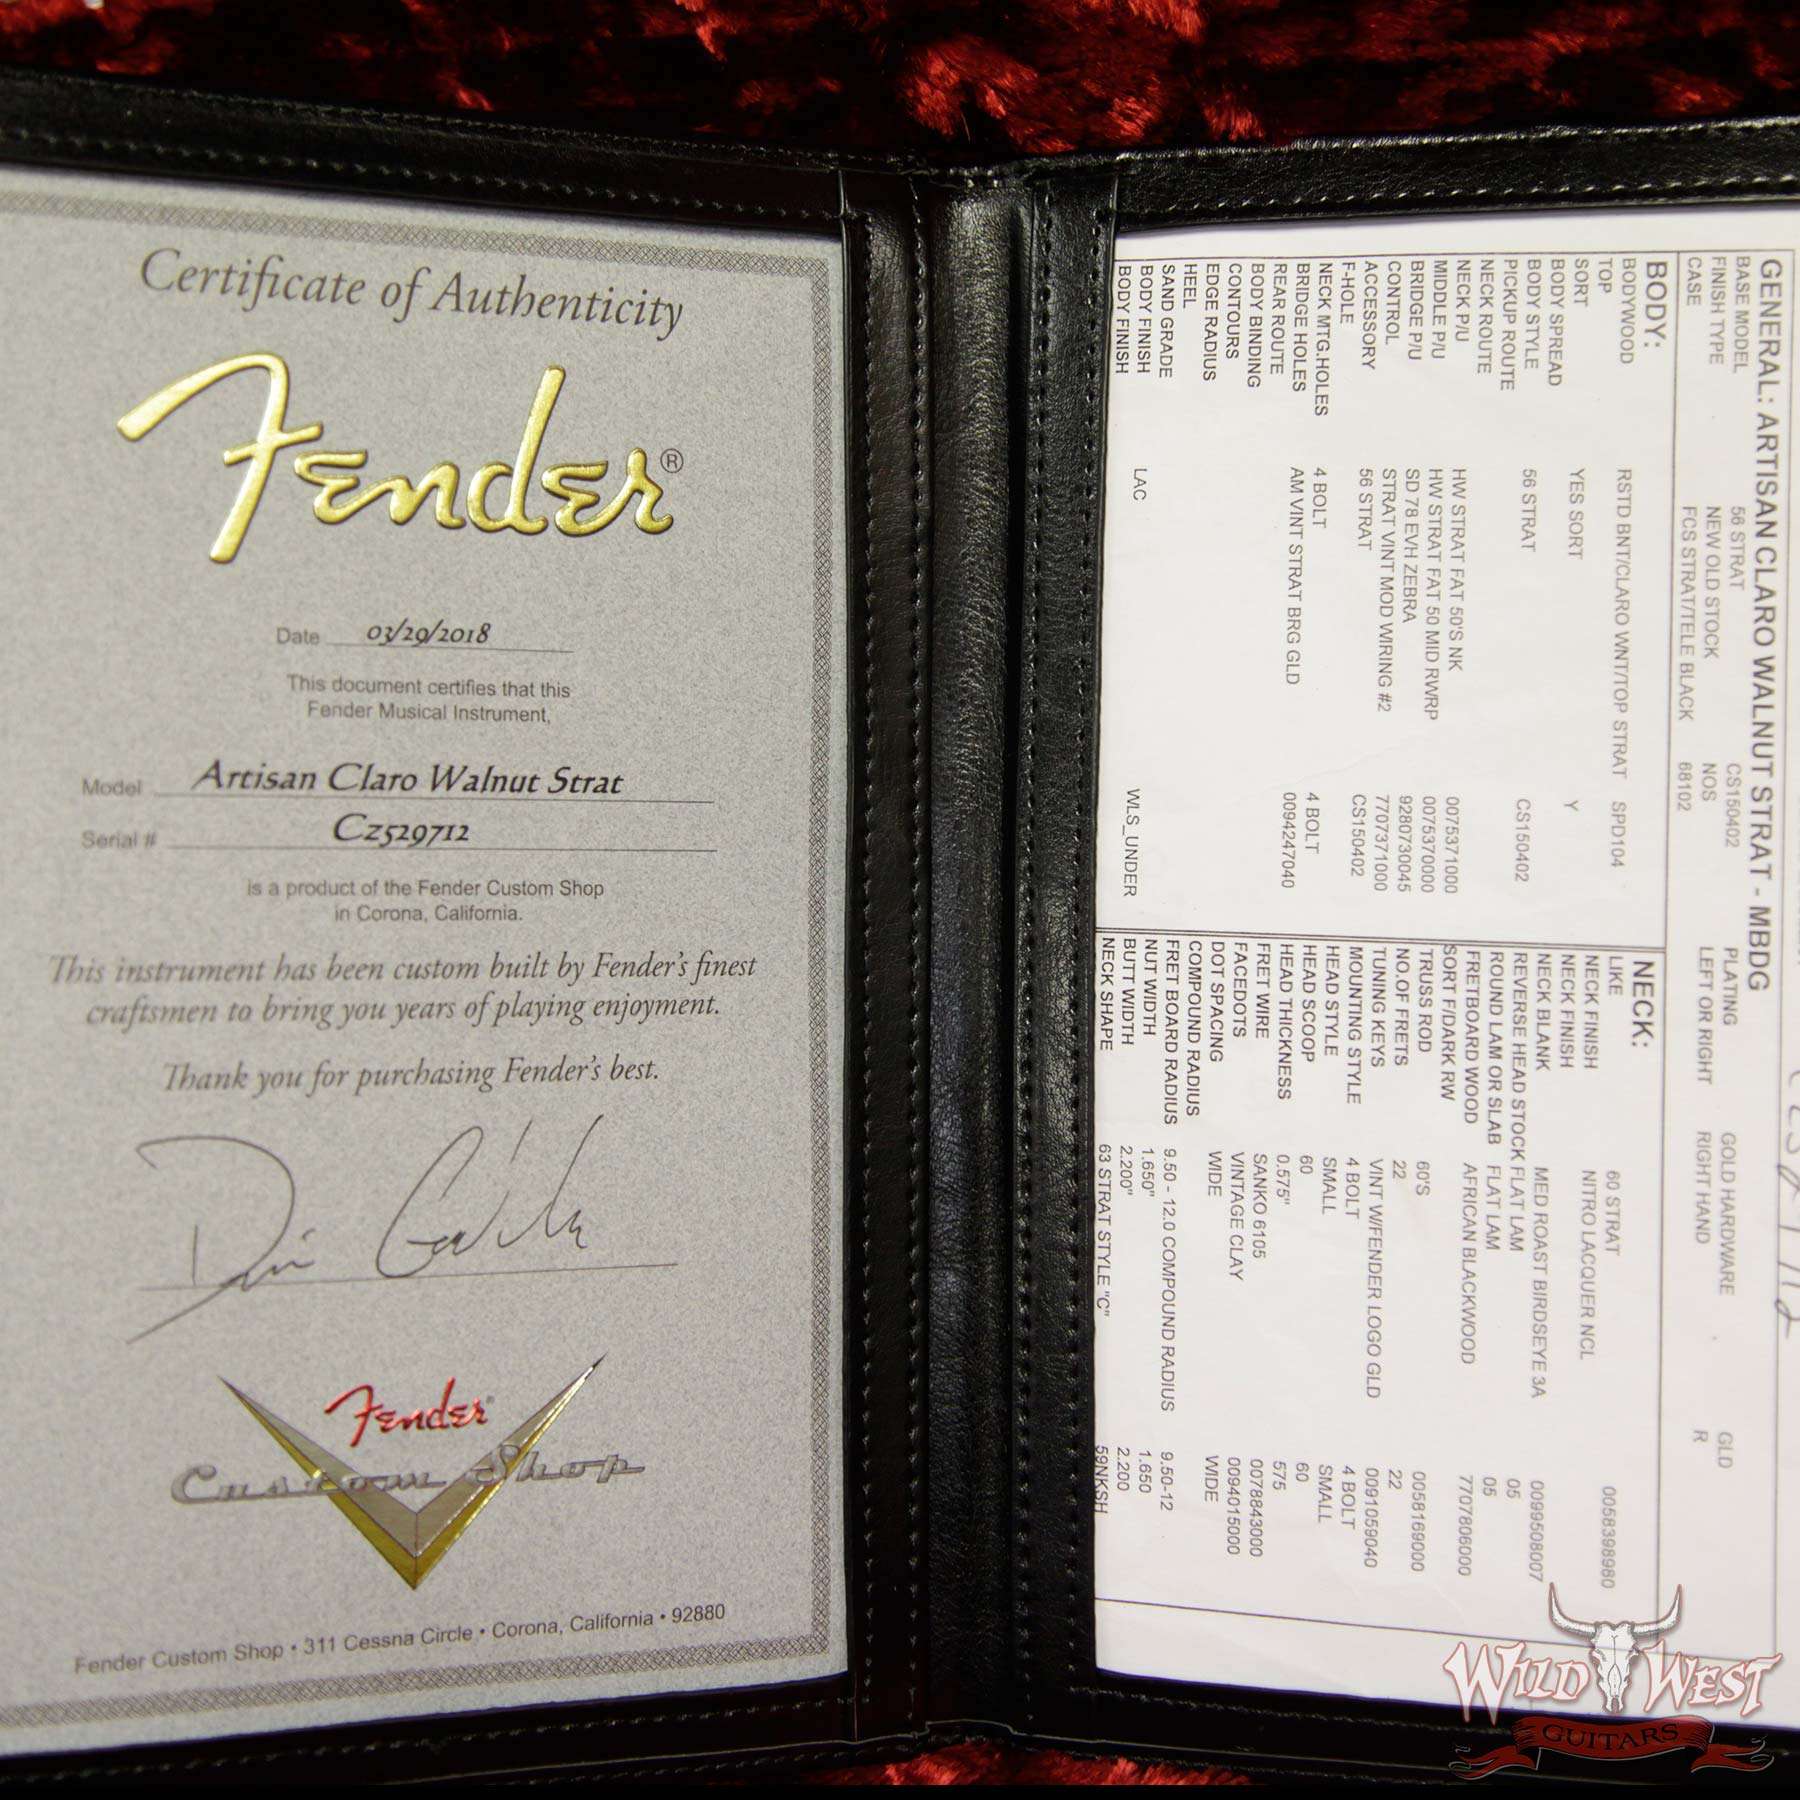 Certificate of Authenticity
Fender®
Date 03/29/2018
This document certifies that this
Fender Musical Instrument,
Model Artisan Claro Walnut Strat
Serial # CZ529712
is a product of the Fender Custom Shop
in Corona, California.
This instrument has been custom built by Fender's finest
craftsmen to bring you years of playing enjoyment.
Thank you for purchasing Fender's best.
Fender®
Custom Shop
Fender Custom Shop • 311 Cessna Circle • Corona, California • 92880
GENERAL: ARTISAN CLARO WALNUT STRAT - MBDG
BASE MODEL 56 STRAT CS150402 PLATING GOLD HARDWARE GLD
FINISH TYPE NEW OLD STOCK NOS LEFT OR RIGHT RIGHT HAND R
CASE FCS STRAT/TELE BLACK 68102
BODY:
BODYWOOD RSTD BNT/CLARO WNT/TOP STRAT SPD104
TOP
SORT YES SORT Y
BODY SPREAD
BODY STYLE 56 STRAT CS150402
PICKUP ROUTE
NECK ROUTE
NECK P/U HW STRAT FAT 50'S NK 0075371000
MIDDLE P/U HW STRAT FAT 50 MID RWRP 0075370000
BRIDGE P/U SD 78 EVH ZEBRA 9280730045
CONTROL STRAT VINT MOD WIRING #2 7707371000
ACCESSORY 56 STRAT CS150402
F-HOLE
NECK MTG.HOLES 4 BOLT 4 BOLT
BRIDGE HOLES AM VINT STRAT BRG GLD 0094247040
REAR ROUTE
BODY BINDING
CONTOURS
EDGE RADIUS
HEEL
SAND GRADE
BODY FINISH LAC WLS_UNDER
BODY FINISH
NECK:
LIKE 60 STRAT 0058398980
NECK FINISH NITRO LACQUER NCL
NECK FINISH
NECK BLANK MED ROAST BIRDSEYE 3A 0099508007
REVERSE HEAD STOCK FLAT LAM 05
ROUND LAM OR SLAB FLAT LAM 05
FRETBOARD WOOD AFRICAN BLACKWOOD 7707806000
SORT F/DARK RW
TRUSS ROD 60'S 0058169000
NO.OF FRETS 22 22
TUNING KEYS VINT W/FENDER LOGO GLD 0091059040
MOUNTING STYLE 4 BOLT 4 BOLT
HEAD STYLE SMALL SMALL
HEAD SCOOP 60 60
HEAD THICKNESS 0.575" 575
FRET WIRE SANKO 6105 0078843000
FACEDOTS VINTAGE CLAY 0094015000
DOT SPACING WIDE WIDE
COMPOUND RADIUS
FRET BOARD RADIUS 9.50 - 12.0 COMPOUND RADIUS 9.50-12
NUT WIDTH 1.650" 1.650
BUTT WIDTH 2.200" 2.200
NECK SHAPE 63 STRAT STYLE "C" 59NKSH
WILD WEST
GUITARS